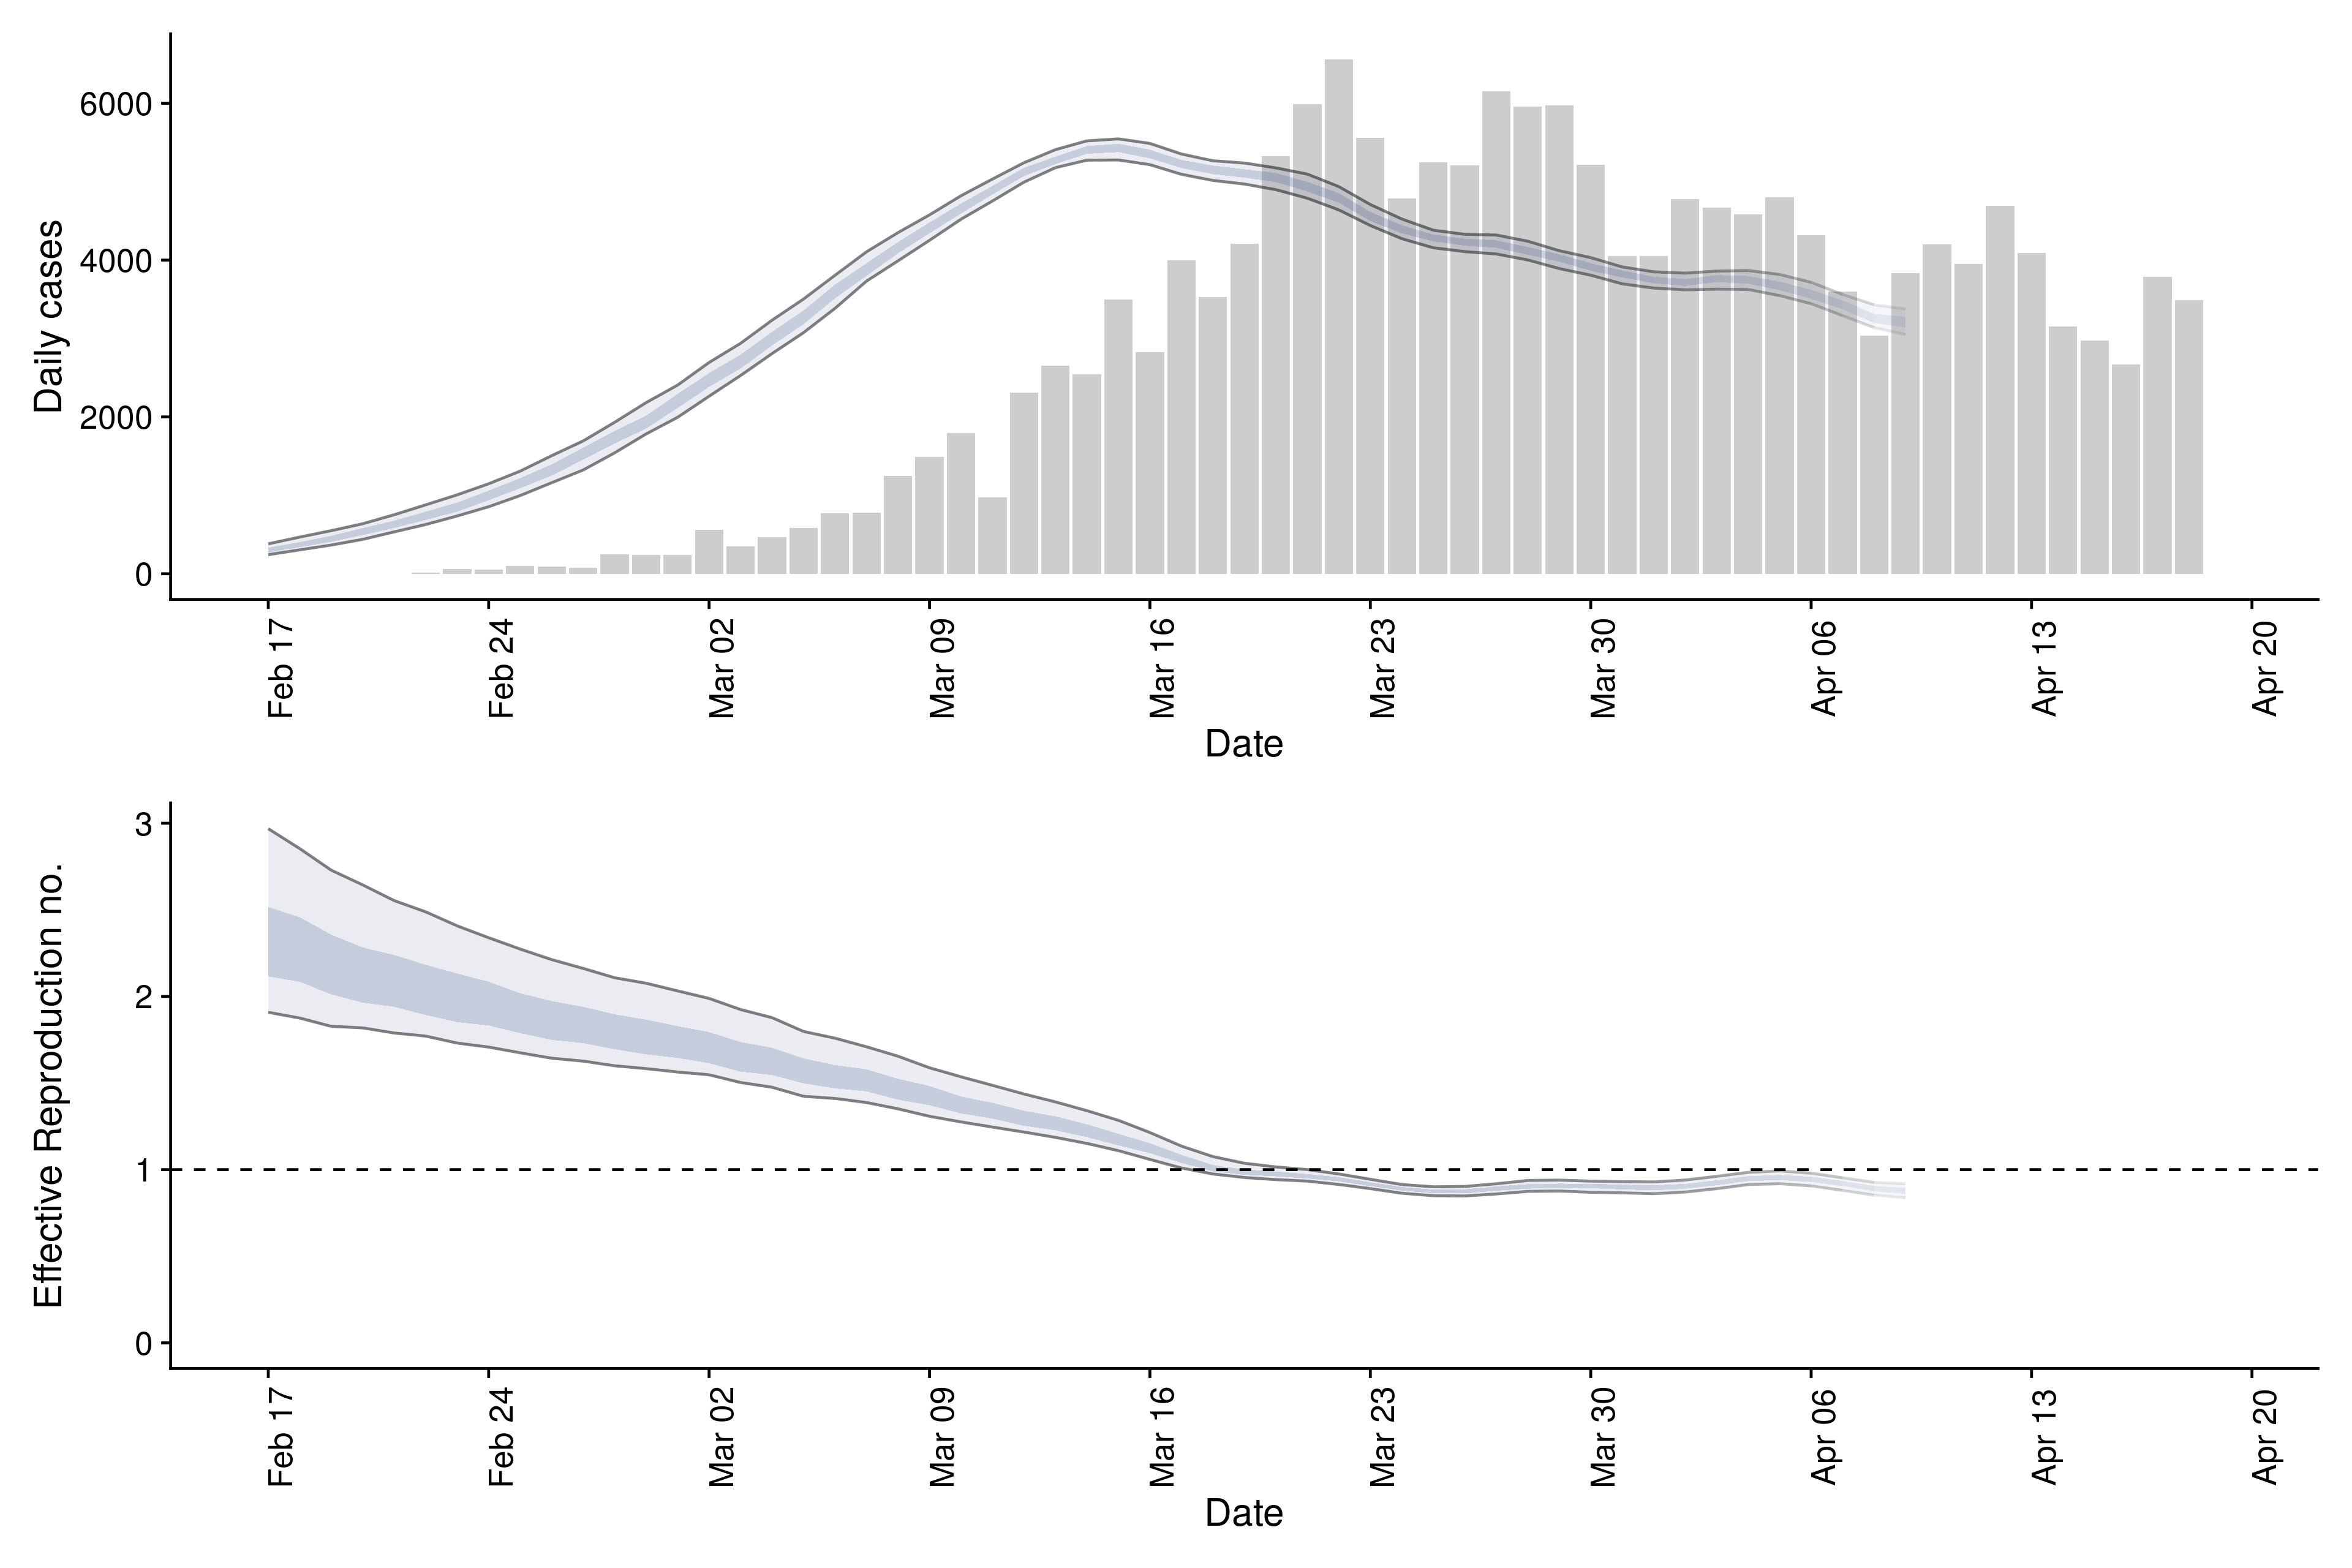 Daily cases
6000
4000
2000
0
Feb 17
Feb 24
Mar 02
Mar 09
Mar 16
Mar 23
Mar 30
Apr 06
Apr 13
Apr 20
Date
Effective Reproduction no.
3
2
1
0
Feb 17
Feb 24
Mar 02
Mar 09
Mar 16
Mar 23
Mar 30
Apr 06
Apr 13
Apr 20
Date